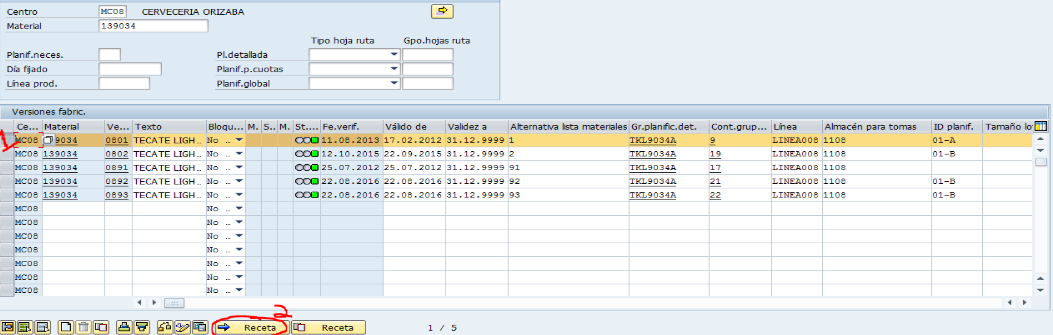 Centro MC08 CERVECERIA ORIZABA
Material 139034
Tipo hoja ruta Gpo.hojas ruta
Planif.neces. Pl.detallada
Día fijado Planif.p.cuotas
Línea prod. Planif.global
Versiones fabric.
Ce... Material Ve... Texto Bloqu... M. S.. M. St.... Fe.verif. Válido de Validez a Alternativa lista materiales Gr.planific.det. Cont.grup... Línea Almacén para tomas ID planif. Tamaño lo
1 MC08 9034 0801 TECATE LIGH.. No .. 11.08.2013 17.02.2012 31.12.9999 1 TKL9034A 9 LINEA008 1108 01-A
MC08 139034 0802 TECATE LIGH.. No .. 12.10.2015 22.09.2015 31.12.9999 2 TKL9034A 19 LINEA008 1108 01-B
MC08 139034 0891 TECATE LIGH.. No .. 25.07.2012 25.07.2012 31.12.9999 91 TKL9034A 17 LINEA008 1108
MC08 139034 0892 TECATE LIGH.. No .. 22.08.2016 22.08.2016 31.12.9999 92 TKL9034A 21 LINEA008 1108 01-B
MC08 139034 0893 TECATE LIGH.. No .. 22.08.2016 22.08.2016 31.12.9999 93 TKL9034A 22 LINEA008 1108 01-B
MC08 No ..
MC08 No ..
MC08 No ..
MC08 No ..
MC08 No ..
MC08 No ..
MC08 No ..
2
Receta Receta 1 / 5